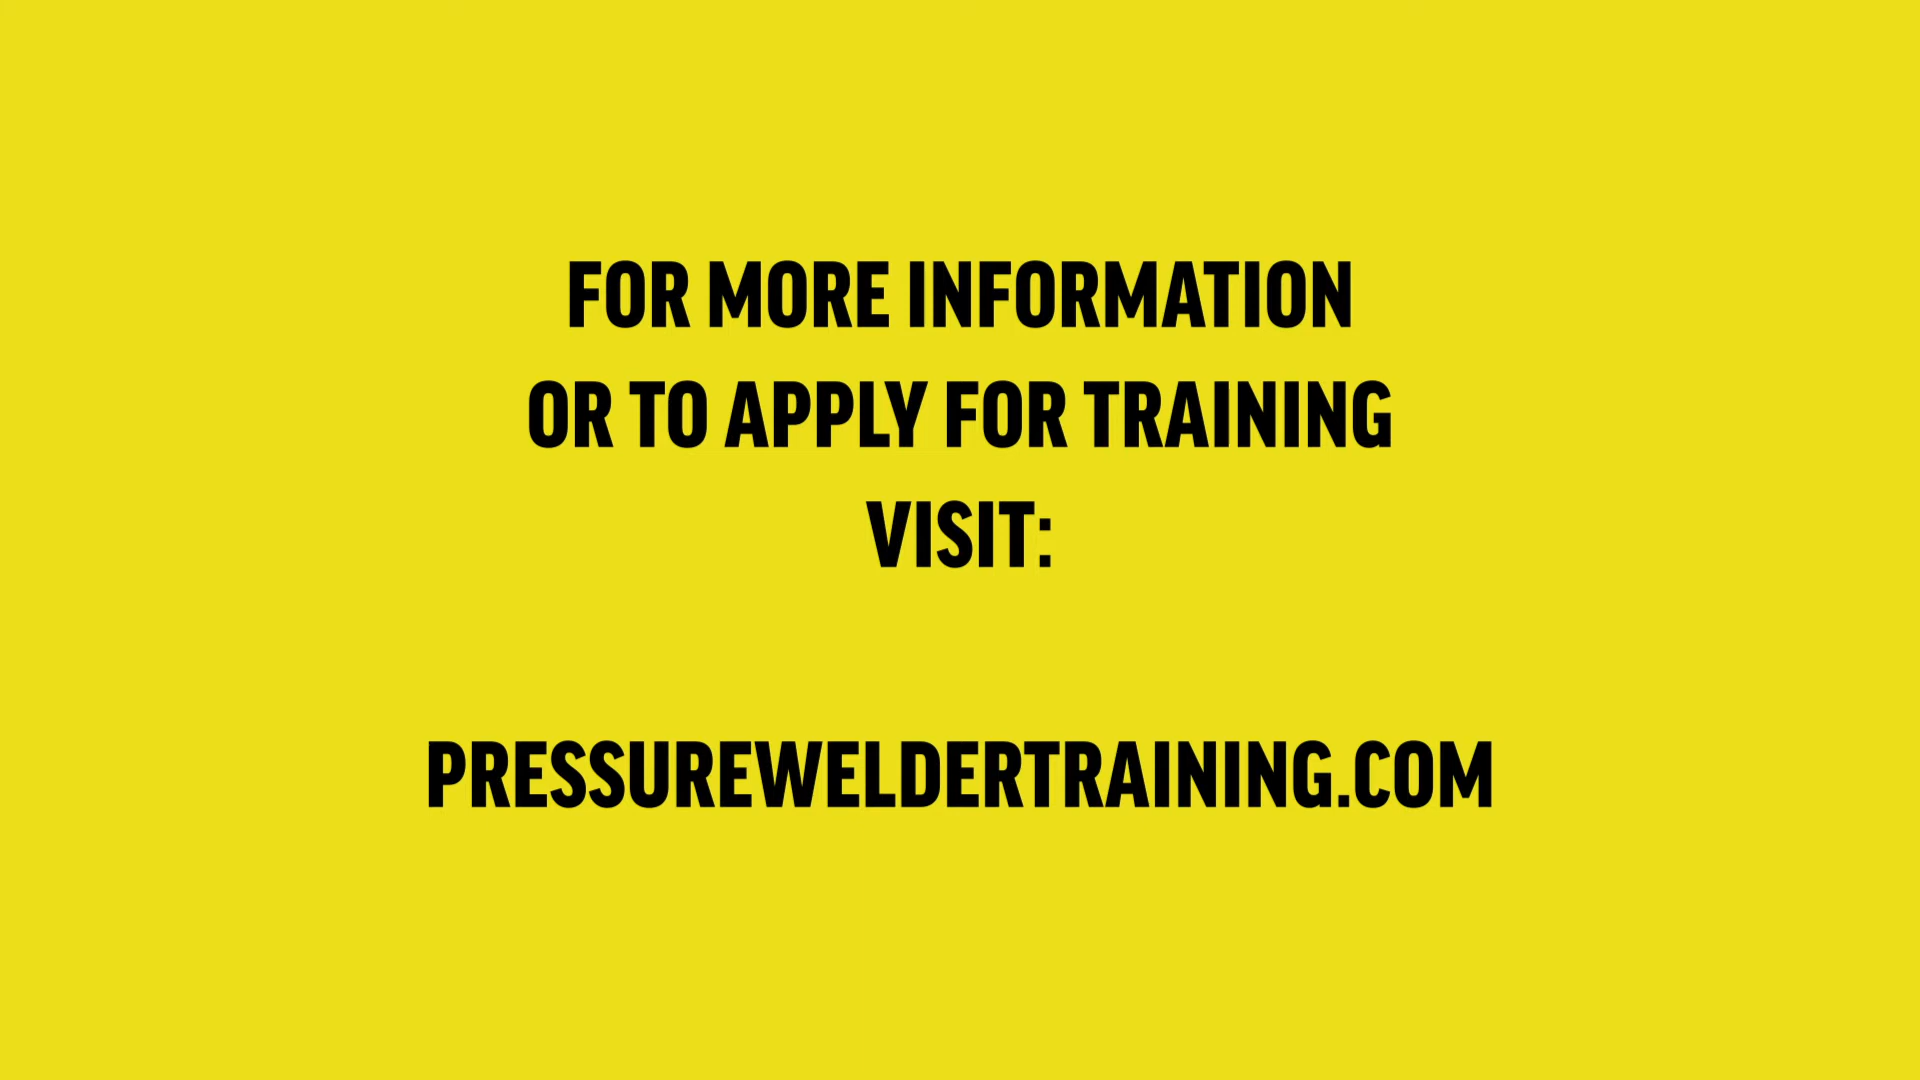 FOR MORE INFORMATION
OR TO APPLY FOR TRAINING
VISIT:
PRESSUREWELDERTRAINING.COM